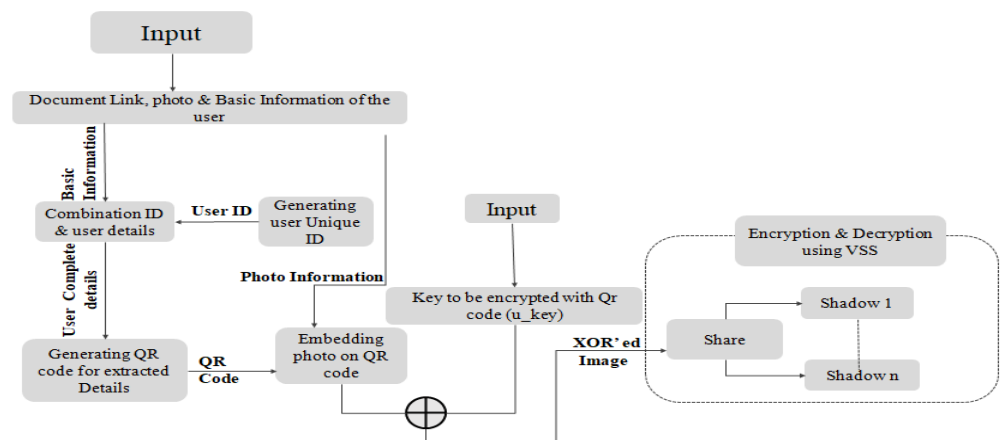 Input
Document Link, photo & Basic Information of the
user
Basic
Information
Combination ID
& user details
User ID
Generating
user Unique
ID
Input
Encryption & Decryption
using VSS
User Complete
details
Photo Information
Key to be encrypted with Qr
code (u_key)
Shadow 1
Share
Shadow n
XOR'ed
Image
Generating QR
code for extracted
Details
QR
Code
Embedding
photo on QR
code